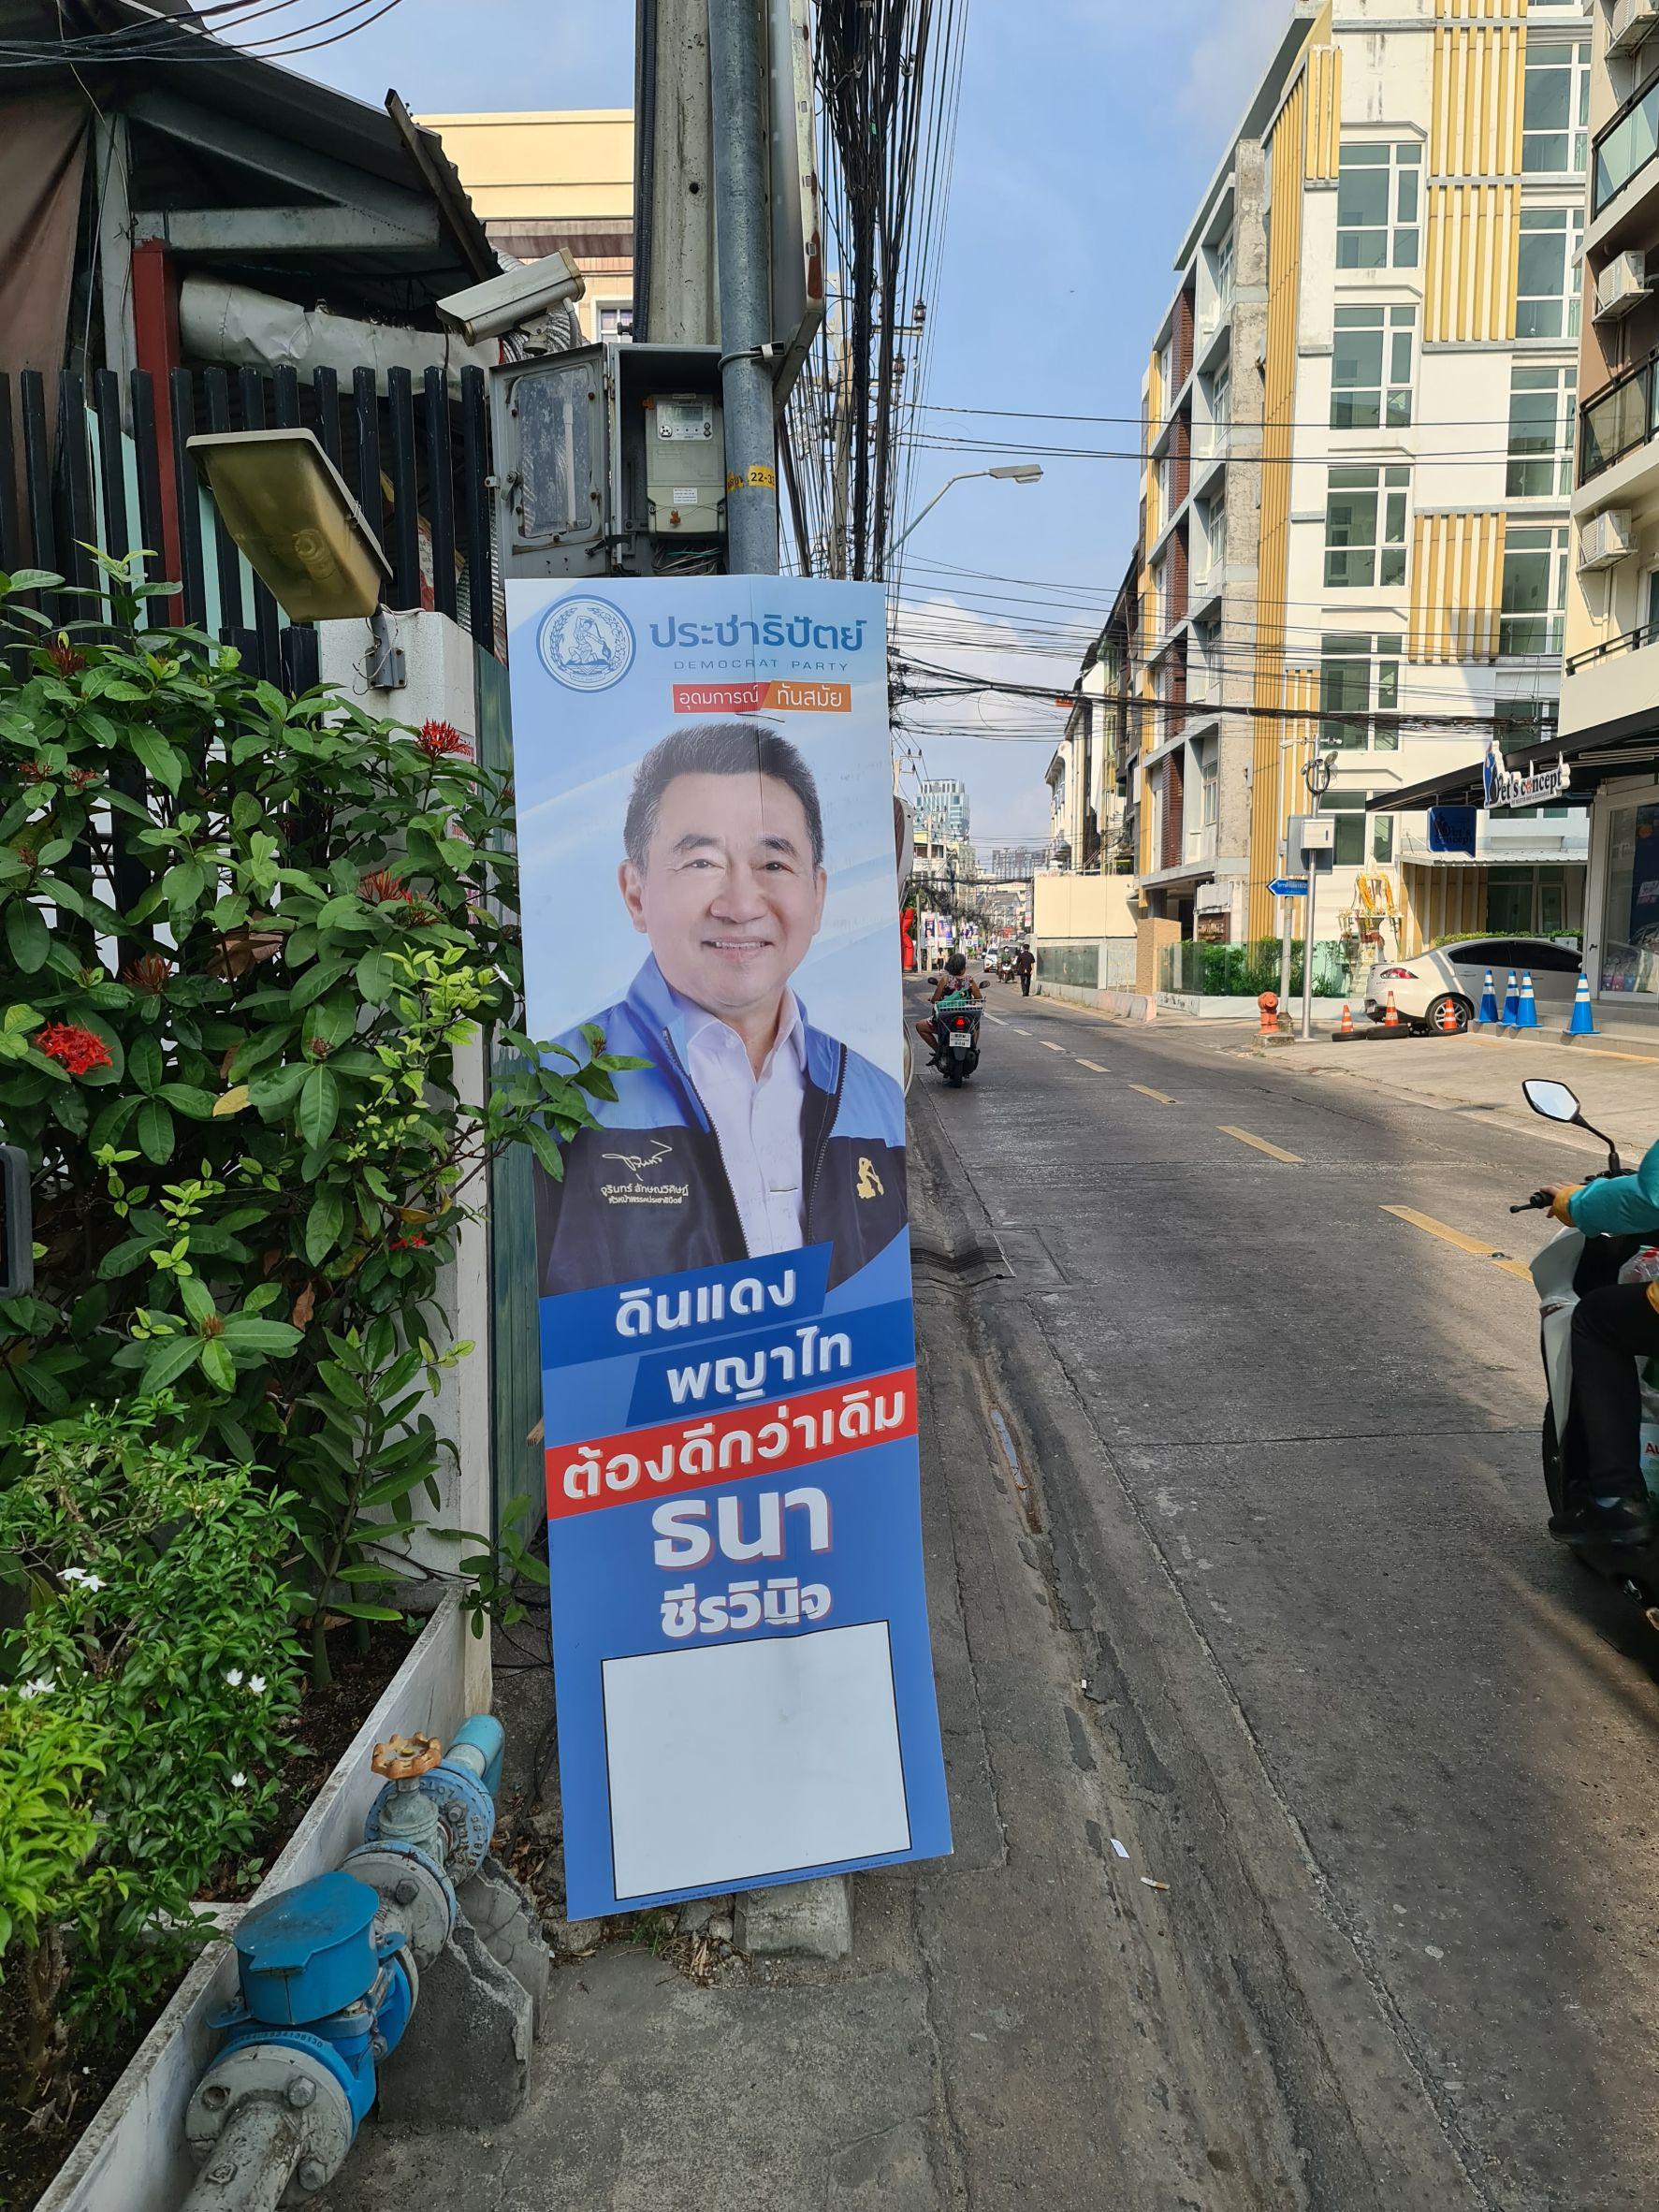 22-3
ประชาธิปัตย์
DEMOCRAT PARTY
อุดมการณ์ ทันสมัย
จุรินทร์ ลักษณวิศิษฏ์
หัวหน้าพรรคประชาธิปัตย์
ดินแดง
พญาไท
ต้องดีกว่าเดิม
ธนา
ชีรวินิจ
Pet's concept